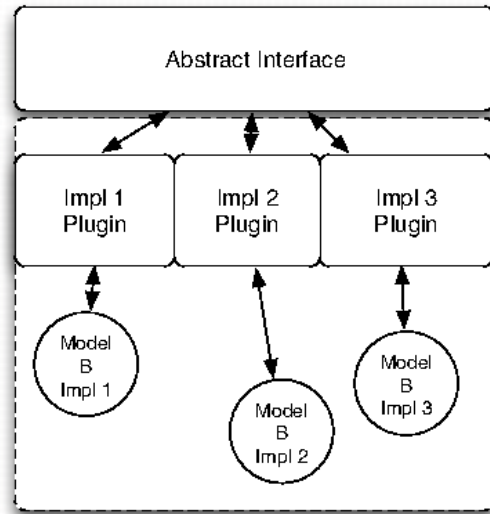 Abstract Interface
Impl 1
Plugin
Impl 2
Plugin
Impl 3
Plugin
Model
B
Impl 1
Model
B
Impl 2
Model
B
Impl 3